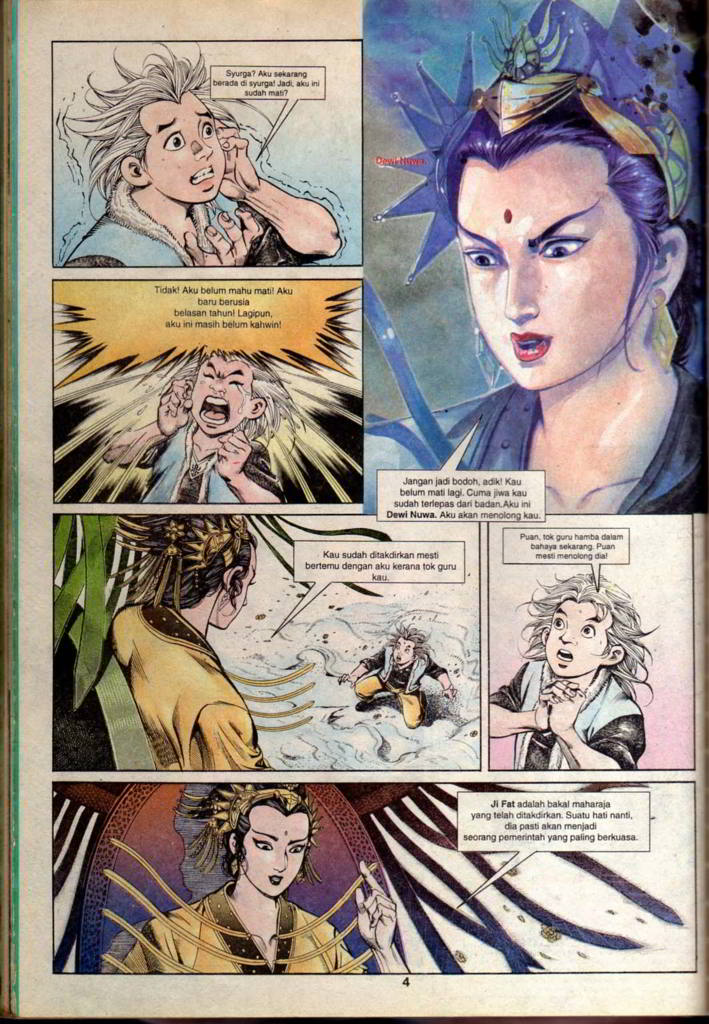 Syurga? Aku sekarang
berada di syurga! Jadi, aku ini
sudah mati?
Dewi Nuwa.
Tidak! Aku belum mahu mati! Aku
baru berusia
belasan tahun! Lagipun,
aku ini masih belum kahwin!
Jangan jadi bodoh, adik! Kau
belum mati lagi. Cuma jiwa kau
sudah terlepas dari badan.Aku ini
Dewi Nuwa. Aku akan menolong kau.
Kau sudah ditakdirkan mesti
bertemu dengan aku kerana tok guru
kau.
Puan, tok guru hamba dalam
bahaya sekarang. Puan
mesti menolong dia!
Ji Fat adalah bakal maharaja
yang telah ditakdirkan. Suatu hati nanti,
dia pasti akan menjadi
seorang pemerintah yang paling berkuasa.
4